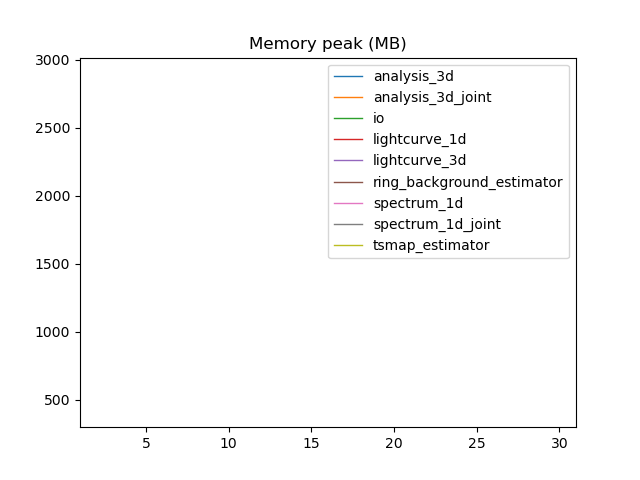 Memory peak (MB)
3000
2500
2000
1500
1000
500
analysis_3d
analysis_3d_joint
io
lightcurve_1d
lightcurve_3d
ring_background_estimator
spectrum_1d
spectrum_1d_joint
tsmap_estimator
5 10 15 20 25 30